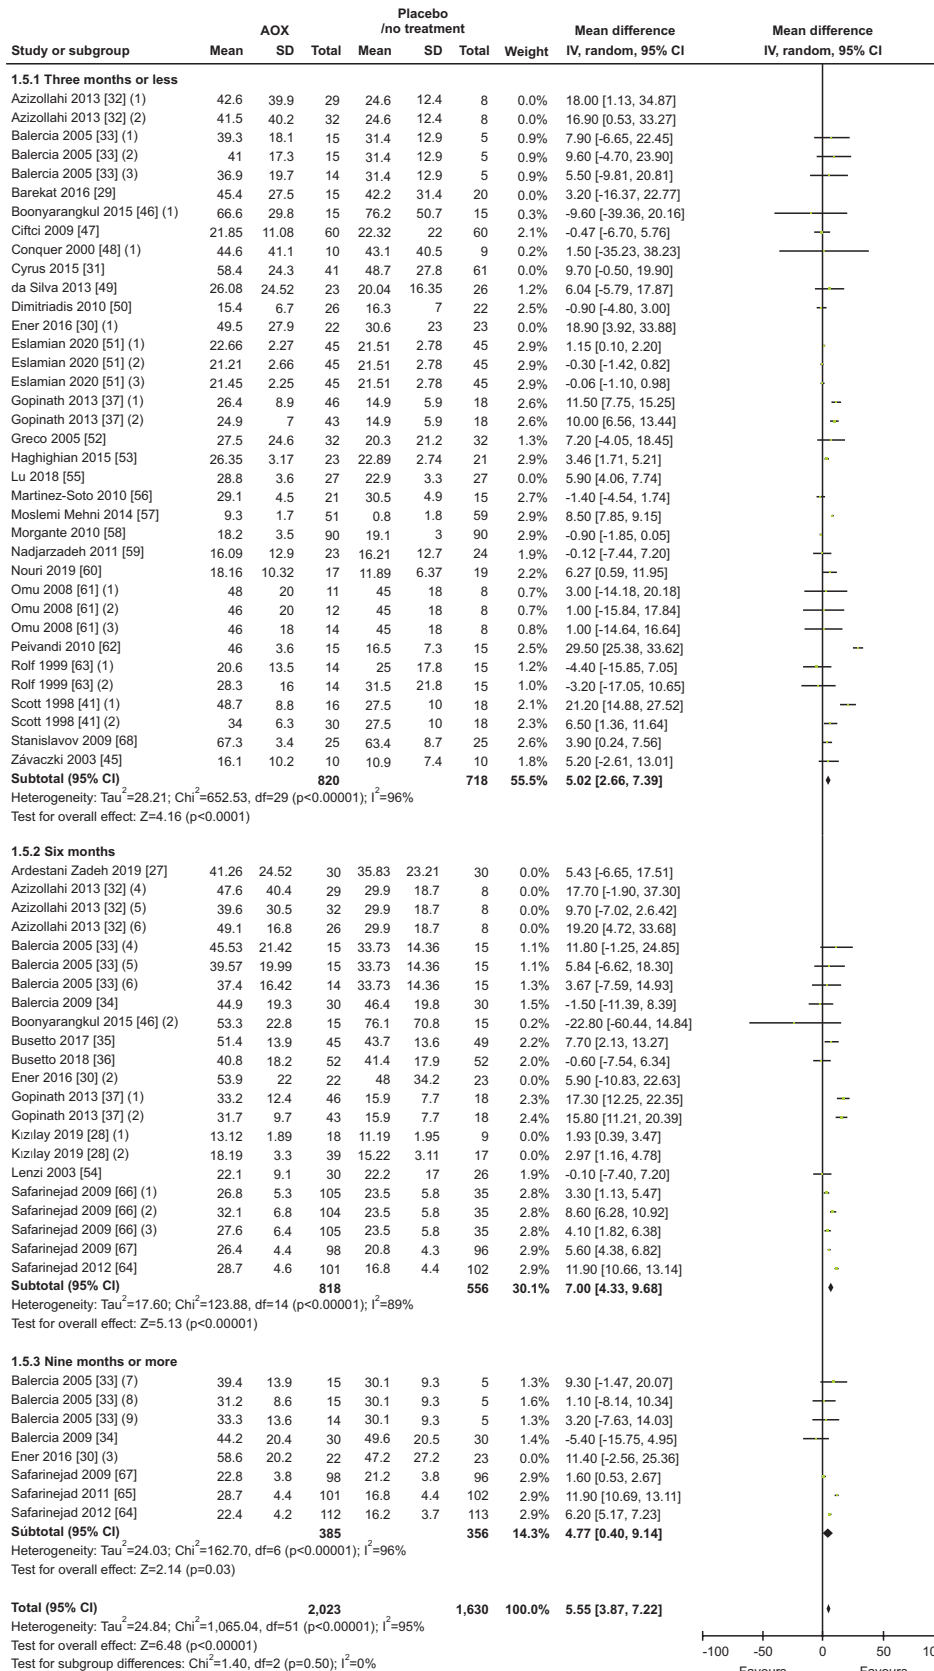 AOX Placebo /no treatment Mean difference Mean difference
Study or subgroup Mean SD Total Mean SD Total Weight IV, random, 95% CI IV, random, 95% CI
1.5.1 Three months or less
Azizollahi 2013 [32] (1) 42.6 39.9 29 24.6 12.4 8 0.0% 18.00 [1.13, 34.87]
Azizollahi 2013 [32] (2) 41.5 40.2 32 24.6 12.4 8 0.0% 16.90 [0.53, 33.27]
Balercia 2005 [33] (1) 39.3 18.1 15 31.4 12.9 5 0.9% 7.90 [-6.65, 22.45]
Balercia 2005 [33] (2) 41 17.3 15 31.4 12.9 5 0.9% 9.60 [-4.70, 23.90]
Balercia 2005 [33] (3) 36.9 19.7 14 31.4 12.9 5 0.9% 5.50 [-9.81, 20.81]
Barekat 2016 [29] 45.4 27.5 15 42.2 31.4 20 0.0% 3.20 [-16.37, 22.77]
Boonyarangkul 2015 [46] (1) 66.6 29.8 15 76.2 50.7 15 0.3% -9.60 [-39.36, 20.16]
Ciftci 2009 [47] 21.85 11.08 60 22.32 22 60 2.1% -0.47 [-6.70, 5.76]
Conquer 2000 [48] (1) 44.6 41.1 10 43.1 40.5 9 0.2% 1.50 [-35.23, 38.23]
Cyrus 2015 [31] 58.4 24.3 41 48.7 27.8 61 0.0% 9.70 [-0.50, 19.90]
da Silva 2013 [49] 26.08 24.52 23 20.04 16.35 26 1.2% 6.04 [-5.79, 17.87]
Dimitriadis 2010 [50] 15.4 6.7 26 16.3 7 22 2.5% -0.90 [-4.80, 3.00]
Ener 2016 [30] (1) 49.5 27.9 22 30.6 23 23 0.0% 18.90 [3.92, 33.88]
Eslamian 2020 [51] (1) 22.66 2.27 45 21.51 2.78 45 2.9% 1.15 [0.10, 2.20]
Eslamian 2020 [51] (2) 21.21 2.66 45 21.51 2.78 45 2.9% -0.30 [-1.42, 0.82]
Eslamian 2020 [51] (3) 21.45 2.25 45 21.51 2.78 45 2.9% -0.06 [-1.10, 0.98]
Gopinath 2013 [37] (1) 26.4 8.9 46 14.9 5.9 18 2.6% 11.50 [7.75, 15.25]
Gopinath 2013 [37] (2) 24.9 7 43 14.9 5.9 18 2.6% 10.00 [6.56, 13.44]
Greco 2005 [52] 27.5 24.6 32 20.3 21.2 32 1.3% 7.20 [-4.05, 18.45]
Haghighian 2015 [53] 26.35 3.17 23 22.89 2.74 21 2.9% 3.46 [1.71, 5.21]
Lu 2018 [55] 28.8 3.6 27 22.9 3.3 27 2.9% 5.90 [4.06, 7.74]
Martinez-Soto 2010 [56] 29.1 4.5 21 30.5 4.9 15 2.7% -1.40 [-4.54, 1.74]
Moslemi Mehni 2014 [57] 9.3 1.7 51 0.8 1.8 59 2.9% 8.50 [7.85, 9.15]
Morgante 2010 [58] 18.2 3.5 90 19.1 3 90 2.9% -0.90 [-1.85, 0.05]
Nadjarzadeh 2011 [59] 16.09 12.9 23 16.21 12.7 24 1.9% -0.12 [-7.44, 7.20]
Nouri 2019 [60] 18.16 10.32 17 11.89 6.37 19 2.2% 6.27 [0.59, 11.95]
Omu 2008 [61] (1) 48 20 11 45 18 8 0.7% 3.00 [-14.18, 20.18]
Omu 2008 [61] (2) 46 20 12 45 18 8 0.7% 1.00 [-15.84, 17.84]
Omu 2008 [61] (3) 46 18 14 45 18 8 0.8% 1.00 [-14.64, 16.64]
Peivandi 2010 [62] 46 3.6 15 16.5 7.3 15 2.5% 29.50 [25.38, 33.62]
Rolf 1999 [63] (1) 20.6 13.5 14 25 17.8 15 1.2% -4.40 [-15.85, 7.05]
Rolf 1999 [63] (2) 28.3 16 14 31.5 21.8 15 1.0% -3.20 [-17.05, 10.65]
Scott 1998 [41] (1) 48.7 8.8 16 27.5 10 18 2.1% 21.20 [14.88, 27.52]
Scott 1998 [41] (2) 34 6.3 30 27.5 10 18 2.3% 6.50 [1.36, 11.64]
Stanislavov 2009 [68] 67.3 3.4 25 63.4 8.7 25 2.6% 3.90 [0.24, 7.56]
Závaczki 2003 [45] 16.1 10.2 10 10.9 7.4 10 1.8% 5.20 [-2.61, 13.01]
Subtotal (95% CI) 820 718 55.5% 5.02 [2.66, 7.39]
Heterogeneity: Tau²=28.21; Chi²=652.53, df=29 (p<0.00001); I²=96%
Test for overall effect: Z=4.16 (p<0.0001)
1.5.2 Six months
Ardestani Zadeh 2019 [27] 41.26 24.52 30 35.83 23.21 30 0.0% 5.43 [-6.65, 17.51]
Azizollahi 2013 [32] (4) 47.6 40.4 29 29.9 18.7 8 0.0% 17.70 [-1.90, 37.30]
Azizollahi 2013 [32] (5) 39.6 30.5 32 29.9 18.7 8 0.0% 9.70 [-7.02, 2.6.42]
Azizollahi 2013 [32] (6) 49.1 16.8 26 29.9 18.7 8 0.0% 19.20 [4.72, 33.68]
Balercia 2005 [33] (4) 45.53 21.42 15 33.73 14.36 15 1.1% 11.80 [-1.25, 24.85]
Balercia 2005 [33] (5) 39.57 19.99 15 33.73 14.36 15 1.1% 5.84 [-6.62, 18.30]
Balercia 2005 [33] (6) 37.4 16.42 14 33.73 14.36 15 1.3% 3.67 [-7.59, 14.93]
Balercia 2009 [34] 44.9 19.3 30 46.4 19.8 30 1.5% -1.50 [-11.39, 8.39]
Boonyarangkul 2015 [46] (2) 53.3 22.8 15 76.1 70.8 15 0.2% -22.80 [-60.44, 14.84]
Busetto 2017 [35] 51.4 13.9 45 43.7 13.6 49 2.2% 7.70 [2.13, 13.27]
Busetto 2018 [36] 40.8 18.2 52 41.4 17.9 52 2.0% -0.60 [-7.54, 6.34]
Ener 2016 [30] (2) 53.9 22 22 48 34.2 23 0.0% 5.90 [-10.83, 22.63]
Gopinath 2013 [37] (1) 33.2 12.4 46 15.9 7.7 18 2.3% 17.30 [12.25, 22.35]
Gopinath 2013 [37] (2) 31.7 9.7 43 15.9 7.7 18 2.4% 15.80 [11.21, 20.39]
Kızılay 2019 [28] (1) 13.12 1.89 18 11.19 1.95 9 0.0% 1.93 [0.39, 3.47]
Kızılay 2019 [28] (2) 18.19 3.3 39 15.22 3.11 17 0.0% 2.97 [1.16, 4.78]
Lenzi 2003 [54] 22.1 9.1 30 22.2 17 26 1.9% -0.10 [-7.40, 7.20]
Safarinejad 2009 [66] (1) 26.8 5.3 105 23.5 5.8 35 2.8% 3.30 [1.13, 5.47]
Safarinejad 2009 [66] (2) 32.1 6.8 104 23.5 5.8 35 2.8% 8.60 [6.28, 10.92]
Safarinejad 2009 [66] (3) 27.6 6.4 105 23.5 5.8 35 2.8% 4.10 [1.82, 6.38]
Safarinejad 2009 [67] 26.4 4.4 98 20.8 4.3 96 2.9% 5.60 [4.38, 6.82]
Safarinejad 2012 [64] 28.7 4.6 101 16.8 4.4 102 2.9% 11.90 [10.66, 13.14]
Subtotal (95% CI) 818 556 30.1% 7.00 [4.33, 9.68]
Heterogeneity: Tau²=17.60; Chi²=123.88, df=14 (p<0.00001); I²=89%
Test for overall effect: Z=5.13 (p<0.00001)
1.5.3 Nine months or more
Balercia 2005 [33] (7) 39.4 13.9 15 30.1 9.3 5 1.3% 9.30 [-1.47, 20.07]
Balercia 2005 [33] (8) 31.2 8.6 15 30.1 9.3 5 1.6% 1.10 [-8.14, 10.34]
Balercia 2005 [33] (9) 33.3 13.6 14 30.1 9.3 5 1.3% 3.20 [-7.63, 14.03]
Balercia 2009 [34] 44.2 20.4 30 49.6 20.5 30 1.4% -5.40 [-15.75, 4.95]
Ener 2016 [30] (3) 58.6 20.2 22 47.2 27.2 23 0.0% 11.40 [-2.56, 25.36]
Safarinejad 2009 [67] 22.8 3.8 98 21.2 3.8 96 2.9% 1.60 [0.53, 2.67]
Safarinejad 2011 [65] 28.7 4.4 101 16.8 4.4 102 2.9% 11.90 [10.69, 13.11]
Safarinejad 2012 [64] 22.4 4.2 112 16.2 3.7 113 2.9% 6.20 [5.17, 7.23]
Súbtotal (95% CI) 385 356 14.3% 4.77 [0.40, 9.14]
Heterogeneity: Tau²=24.03; Chi²=162.70, df=6 (p<0.00001); I²=96%
Test for overall effect: Z=2.14 (p=0.03)
Total (95% CI) 2,023 1,630 100.0% 5.55 [3.87, 7.22]
Heterogeneity: Tau²=24.84; Chi²=1,065.04, df=51 (p<0.00001); I²=95%
Test for overall effect: Z=6.48 (p<0.00001)
Test for subgroup differences: Chi²=1.40, df=2 (p=0.50); I²=0%
-100 -50 0 50